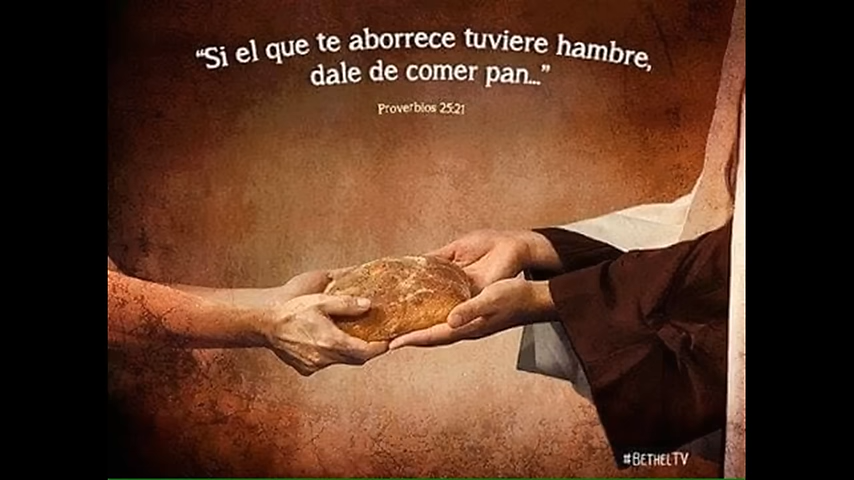 “Si el que te aborrece tuviere hambre,
dale de comer pan...”
Proverbios 25:21
#BETHELTV